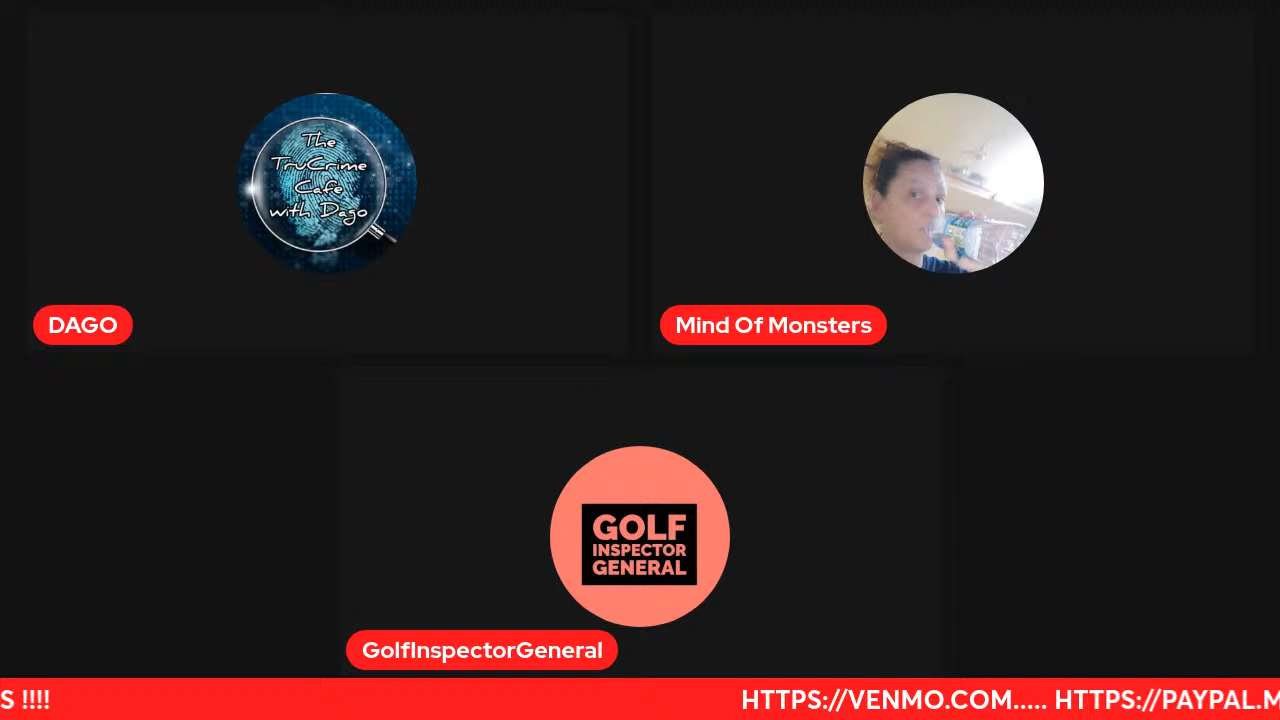 The
TruCrime
Cafe
with Dago
DAGO
Mind Of Monsters
GOLF
INSPECTOR
GENERAL
GolfInspectorGeneral
S !!!! HTTPS://VENMO.COM..... HTTPS://PAYPAL.M